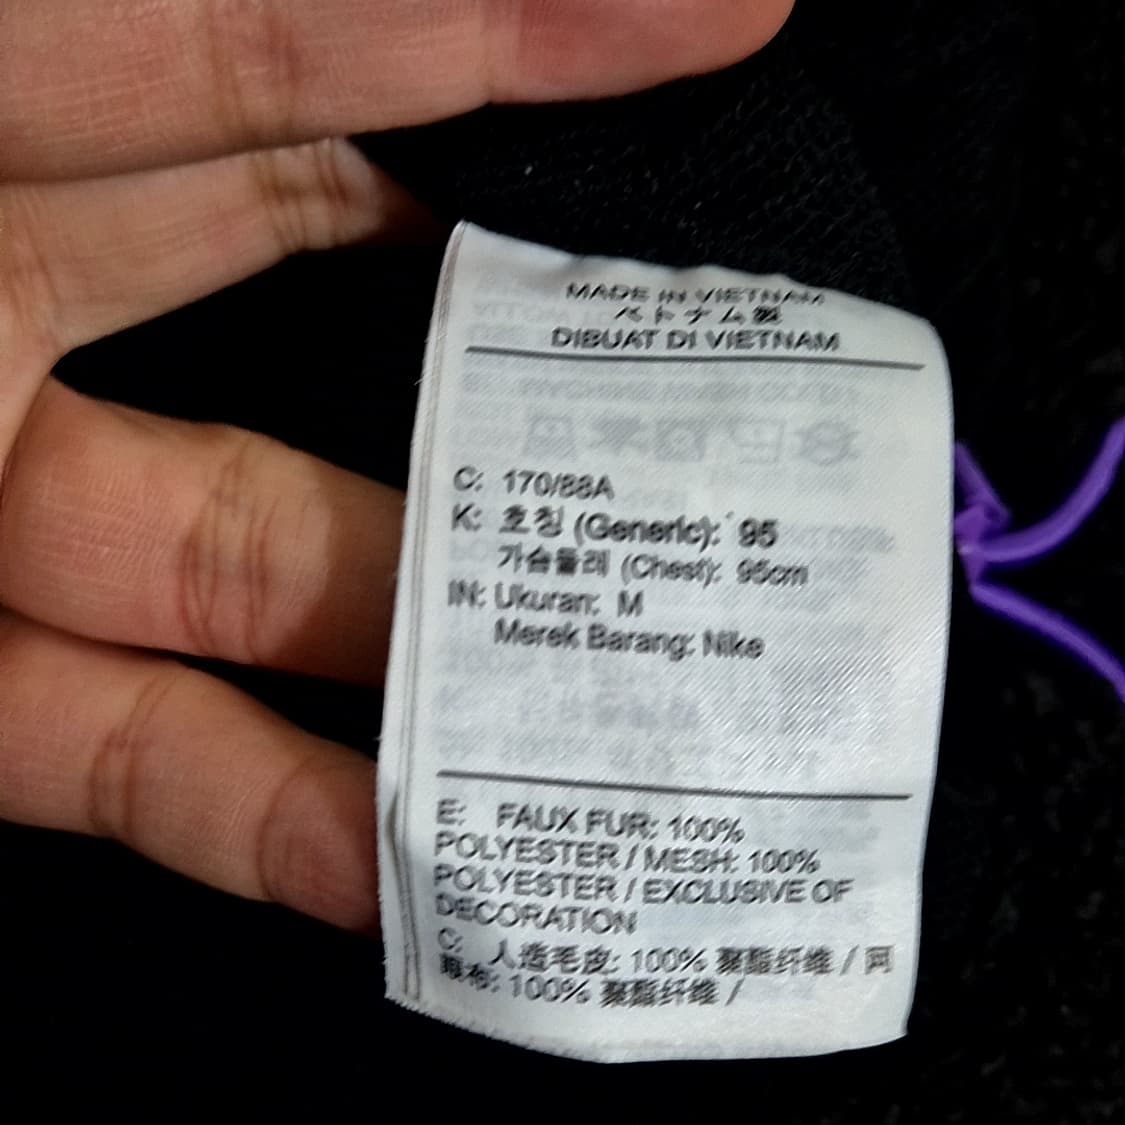 MADE IN VIETNAM
ベトナム製
DIBUAT DI VIETNAM
C: 170/88A
K: 호칭 (Generic): 95
가슴둘레 (Chest): 95cm
IN: Ukuran: M
Merek Barang: Nike
E: FAUX FUR: 100%
POLYESTER / MESH: 100%
POLYESTER / EXCLUSIVE OF
DECORATION
C: 人造毛皮: 100% 聚酯纤维 / 网
眼布: 100% 聚酯纤维 /